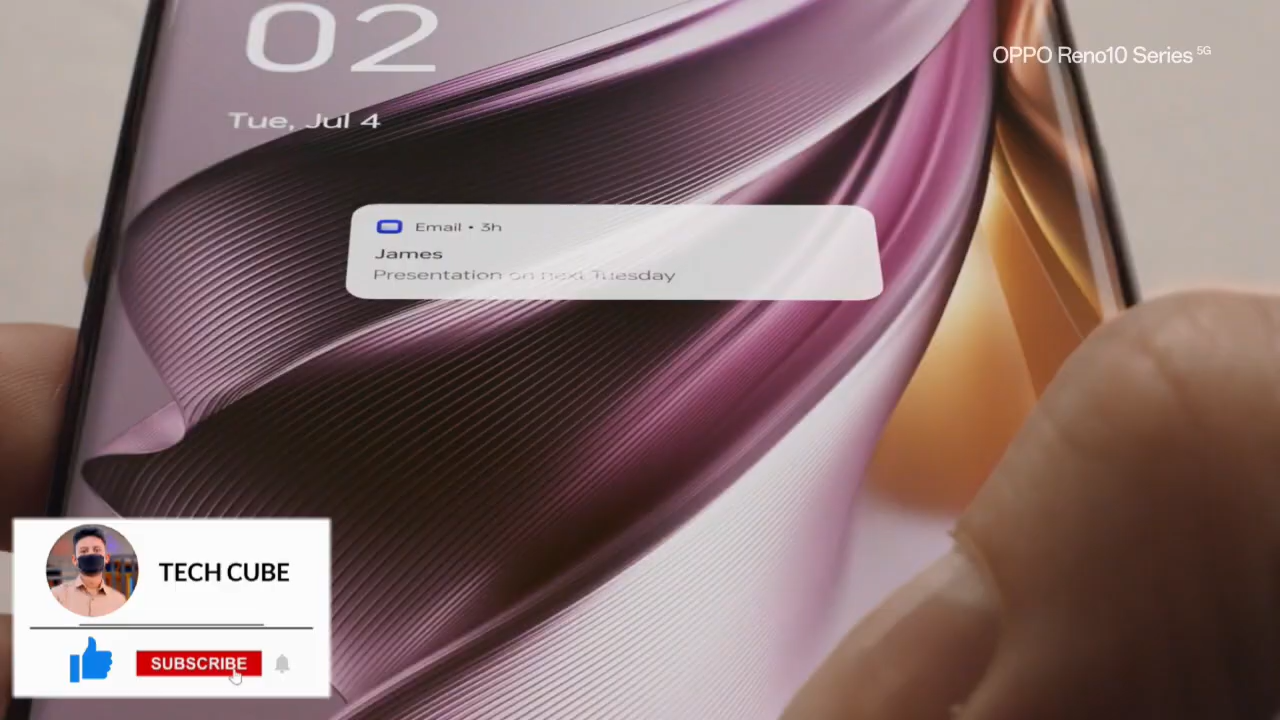 02
OPPO Reno10 Series 5G
Tue, Jul 4
Email • 3h
James
Presentation on next Tuesday
TECH CUBE
SUBSCRIBE